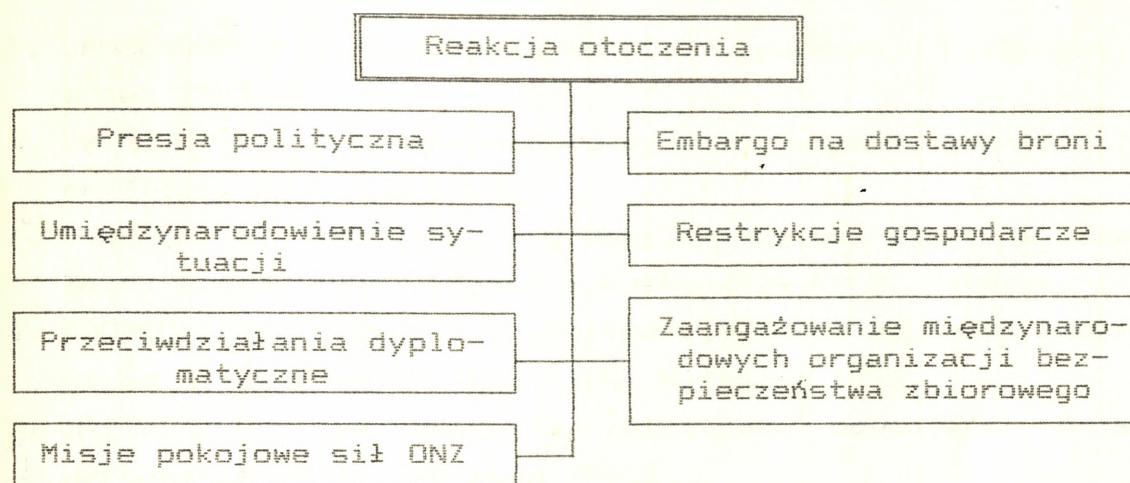 Reakcja otoczenia
Presja polityczna
Embargo na dostawy broni
Umiędzynarodowienie sy-
tuacji
Restrykcje gospodarcze
Przeciwdziałania dyplo-
matyczne
Zaangażowanie międzynaro-
dowych organizacji bez-
pieczeństwa zbiorowego
Misje pokojowe sił ONZ